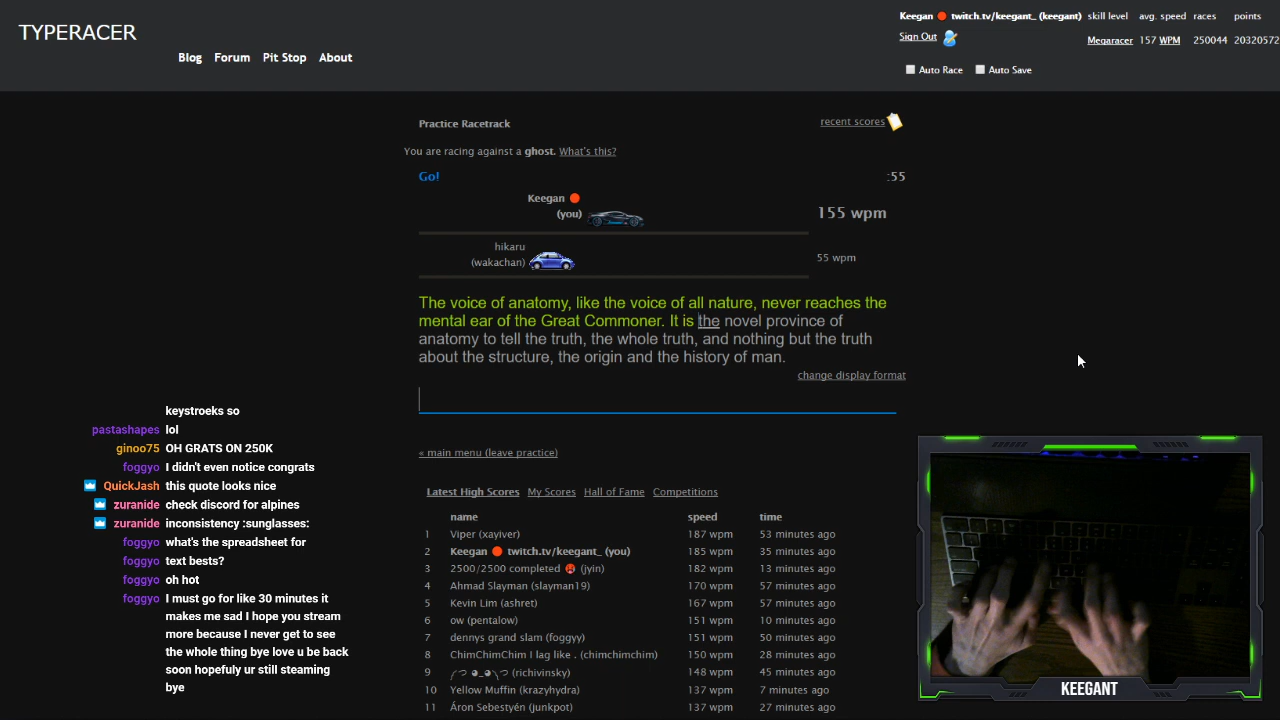 TYPERACER
Blog Forum Pit Stop About
Keegan twitch.tv/keegant_ (keegant) skill level avg. speed races points
Sign Out Megaracer 157 WPM 250044 20320572
Auto Race Auto Save
Practice Racetrack
recent scores
You are racing against a ghost. What's this?
Go! :55
Keegan
(you)
155 wpm
hikaru
(wakachan)
55 wpm
The voice of anatomy, like the voice of all nature, never reaches the
mental ear of the Great Commoner. It is the novel province of
anatomy to tell the truth, the whole truth, and nothing but the truth
about the structure, the origin and the history of man.
change display format
« main menu (leave practice)
Latest High Scores My Scores Hall of Fame Competitions
name speed time
1 Viper (xayiver) 187 wpm 53 minutes ago
2 Keegan twitch.tv/keegant_ (you) 185 wpm 35 minutes ago
3 2500/2500 completed (jyin) 182 wpm 13 minutes ago
4 Ahmad Slayman (slayman19) 170 wpm 57 minutes ago
5 Kevin Lim (ashret) 167 wpm 57 minutes ago
6 ow (pentalow) 151 wpm 10 minutes ago
7 dennys grand slam (foggyy) 151 wpm 50 minutes ago
8 ChimChimChim I lag like . (chimchimchim) 150 wpm 28 minutes ago
9 (richivinsky) 148 wpm 45 minutes ago
10 Yellow Muffin (krazyhydra) 137 wpm 7 minutes ago
11 Áron Sebestyén (junkpot) 137 wpm 27 minutes ago
keystroeks so
pastashapes lol
ginoo75 OH GRATS ON 250K
foggyo I didn't even notice congrats
QuickJash this quote looks nice
zuranide check discord for alpines
zuranide inconsistency :sunglasses:
foggyo what's the spreadsheet for
foggyo text bests?
foggyo oh hot
foggyo I must go for like 30 minutes it
makes me sad I hope you stream
more because I never get to see
the whole thing bye love u be back
soon hopefuly ur still steaming
bye
KEEGANT